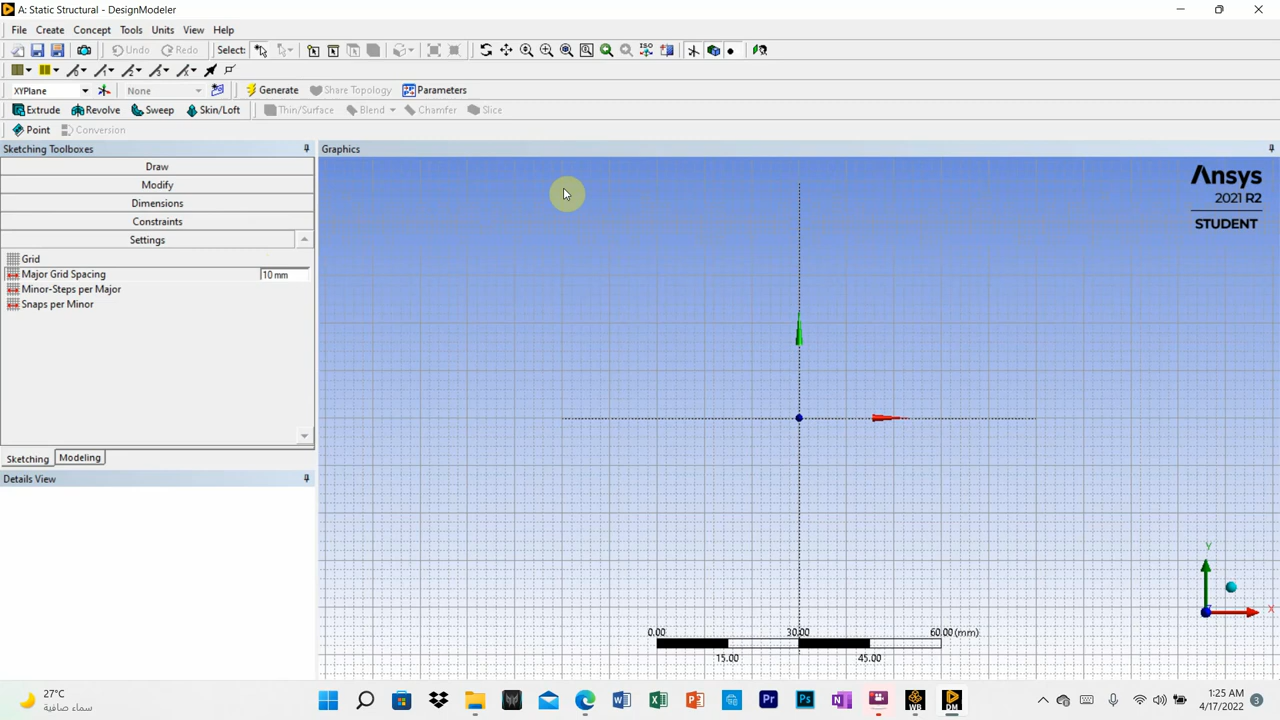 A: Static Structural - DesignModeler
File Create Concept Tools Units View Help
Undo Redo Select: ISO
XYPlane None Generate Share Topology Parameters
Extrude Revolve Sweep Skin/Loft Thin/Surface Blend Chamfer Slice
Point Conversion
Sketching Toolboxes
Graphics
Draw
Modify
Dimensions
Constraints
Settings
Grid
Major Grid Spacing 10 mm
Minor-Steps per Major
Snaps per Minor
Sketching Modeling
Details View
Ansys
2021 R2
STUDENT
Y
X
0.00 30.00 60.00 (mm)
15.00 45.00
27°C
سماء صافية
WB
DM
1:25 AM
4/17/2022
3